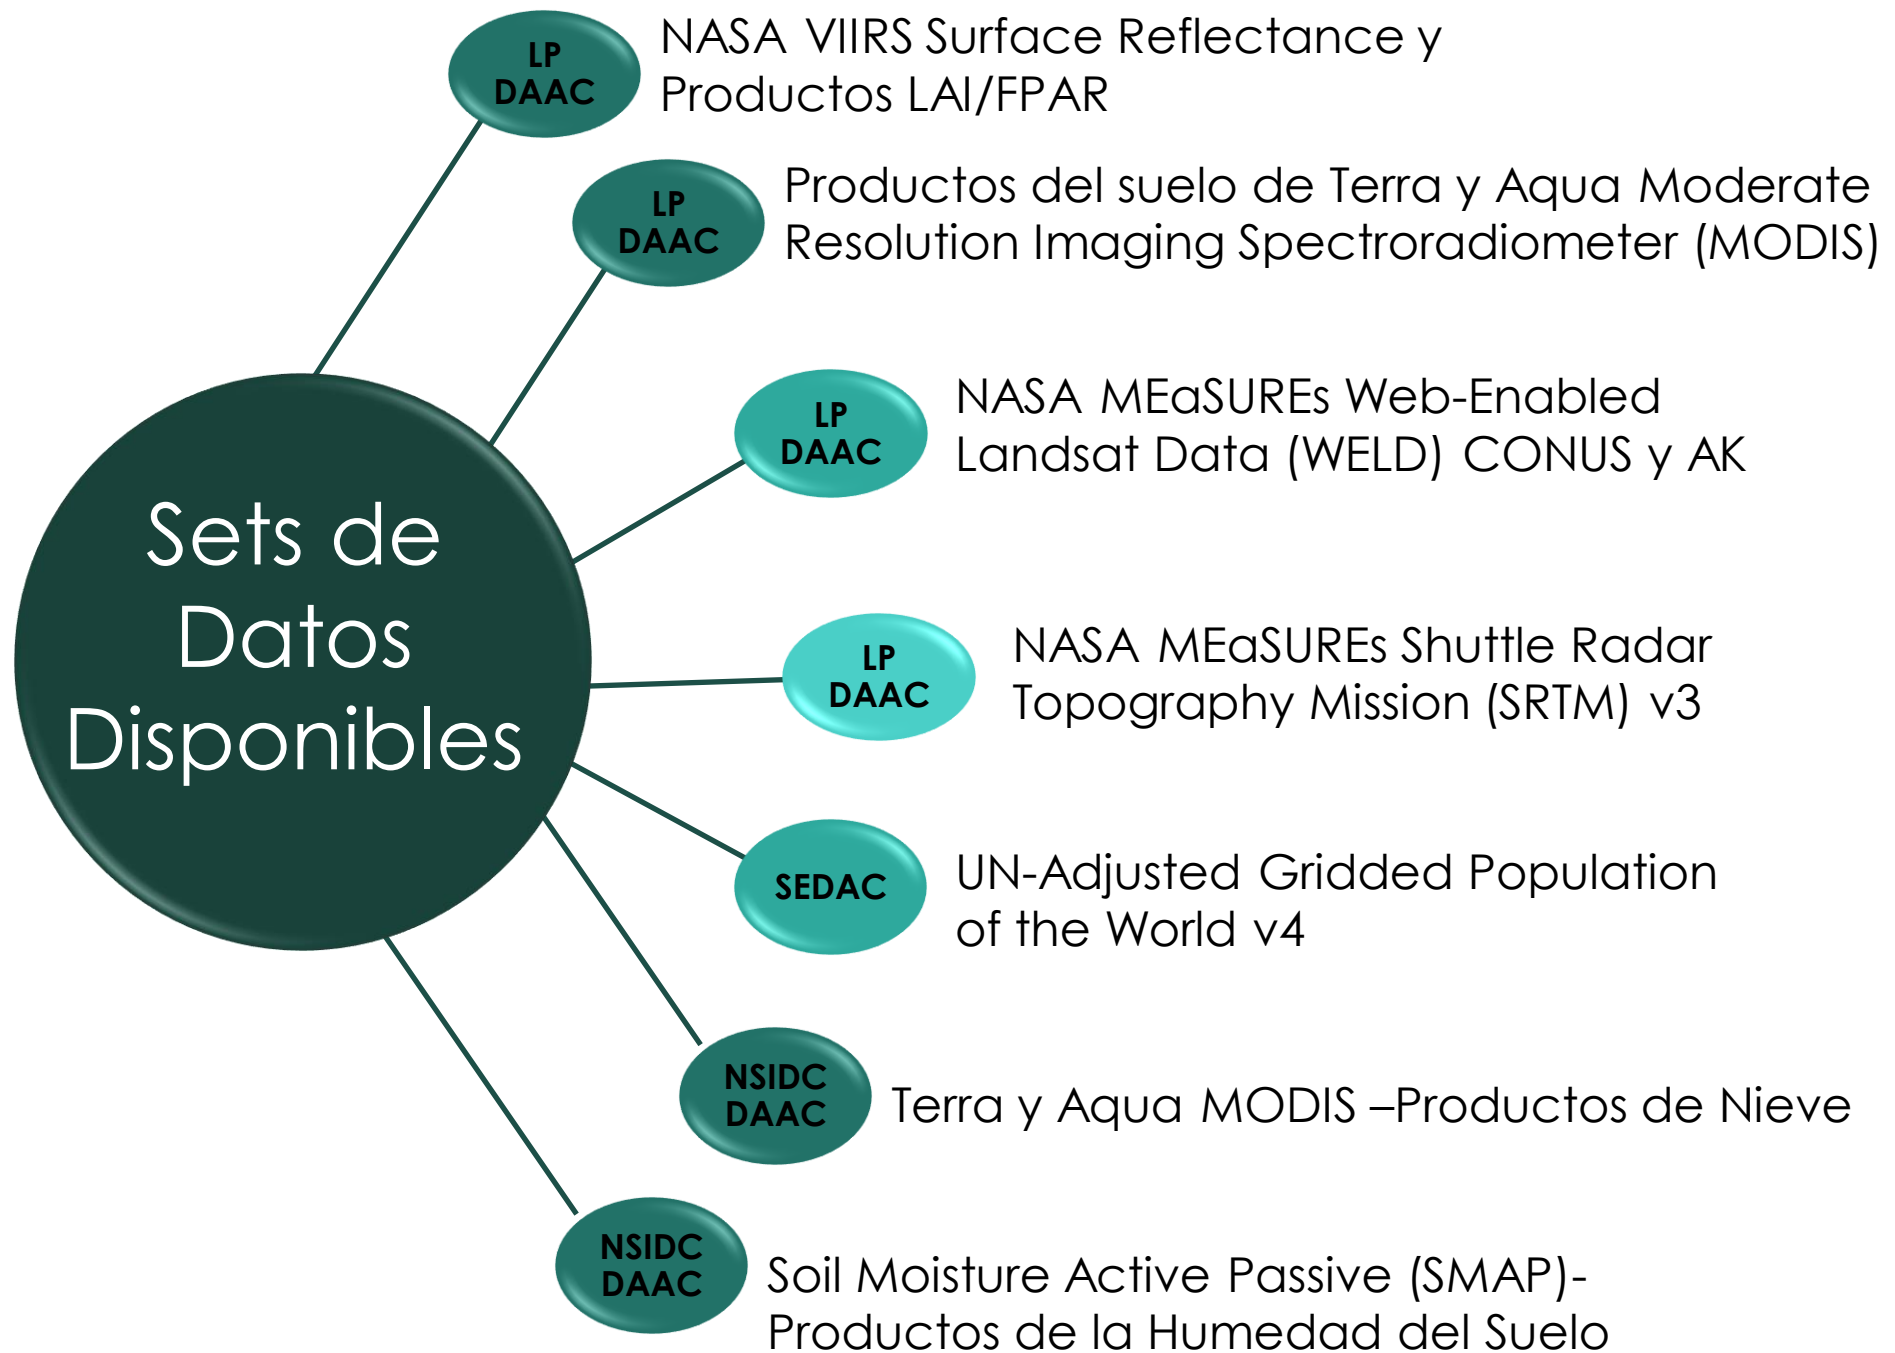 LP
DAAC
NASA VIIRS Surface Reflectance y
Productos LAI/FPAR
LP
DAAC
Productos del suelo de Terra y Aqua Moderate
Resolution Imaging Spectroradiometer (MODIS)
LP
DAAC
NASA MEaSUREs Web-Enabled
Landsat Data (WELD) CONUS y AK
Sets de
Datos
Disponibles
LP
DAAC
NASA MEaSUREs Shuttle Radar
Topography Mission (SRTM) v3
SEDAC
UN-Adjusted Gridded Population
of the World v4
NSIDC
DAAC
Terra y Aqua MODIS –Productos de Nieve
NSIDC
DAAC
Soil Moisture Active Passive (SMAP)-
Productos de la Humedad del Suelo